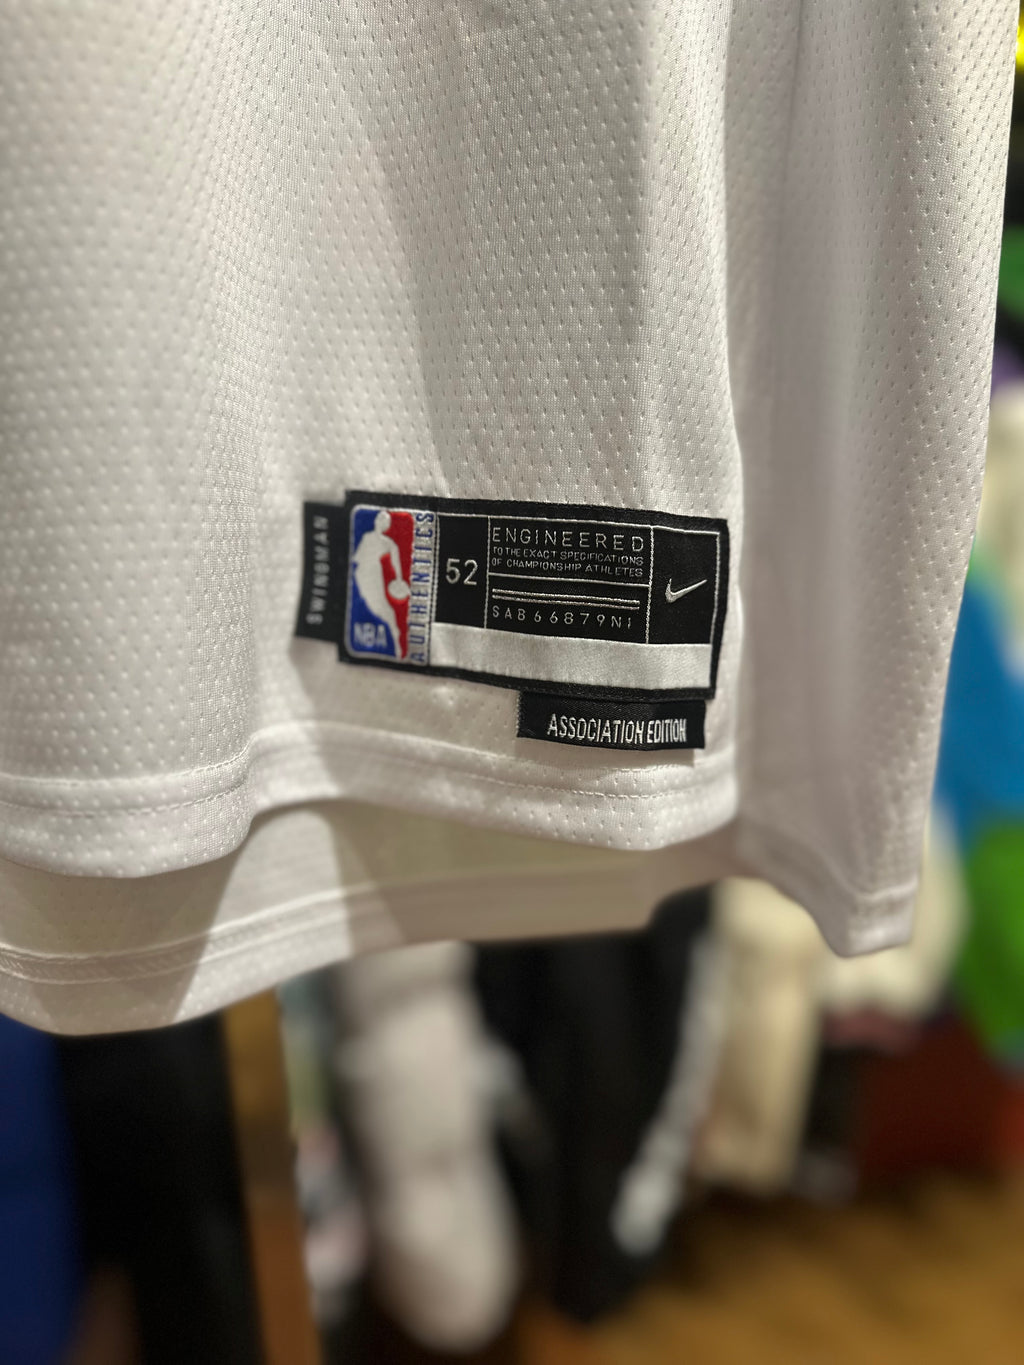 SWINGMAN
NBA
AUTHENTICS
52
ENGINEERED
TO THE EXACT SPECIFICATIONS
OF CHAMPIONSHIP ATHLETES
SAB66879N1
ASSOCIATION EDITION